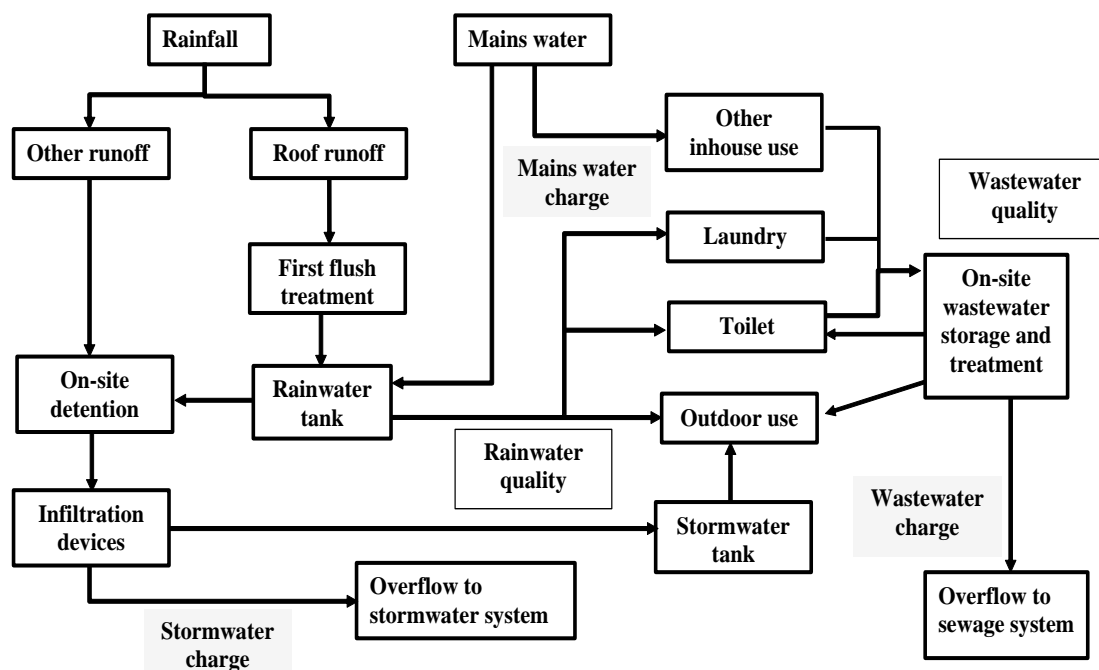 Rainfall
Mains water
Other runoff
Roof runoff
Other
inhouse use
Mains water
charge
Wastewater
quality
Laundry
First flush
treatment
On-site
wastewater
storage and
treatment
Toilet
On-site
detention
Rainwater
tank
Outdoor use
Rainwater
quality
Infiltration
devices
Stormwater
tank
Wastewater
charge
Overflow to
stormwater system
Overflow to
sewage system
Stormwater
charge